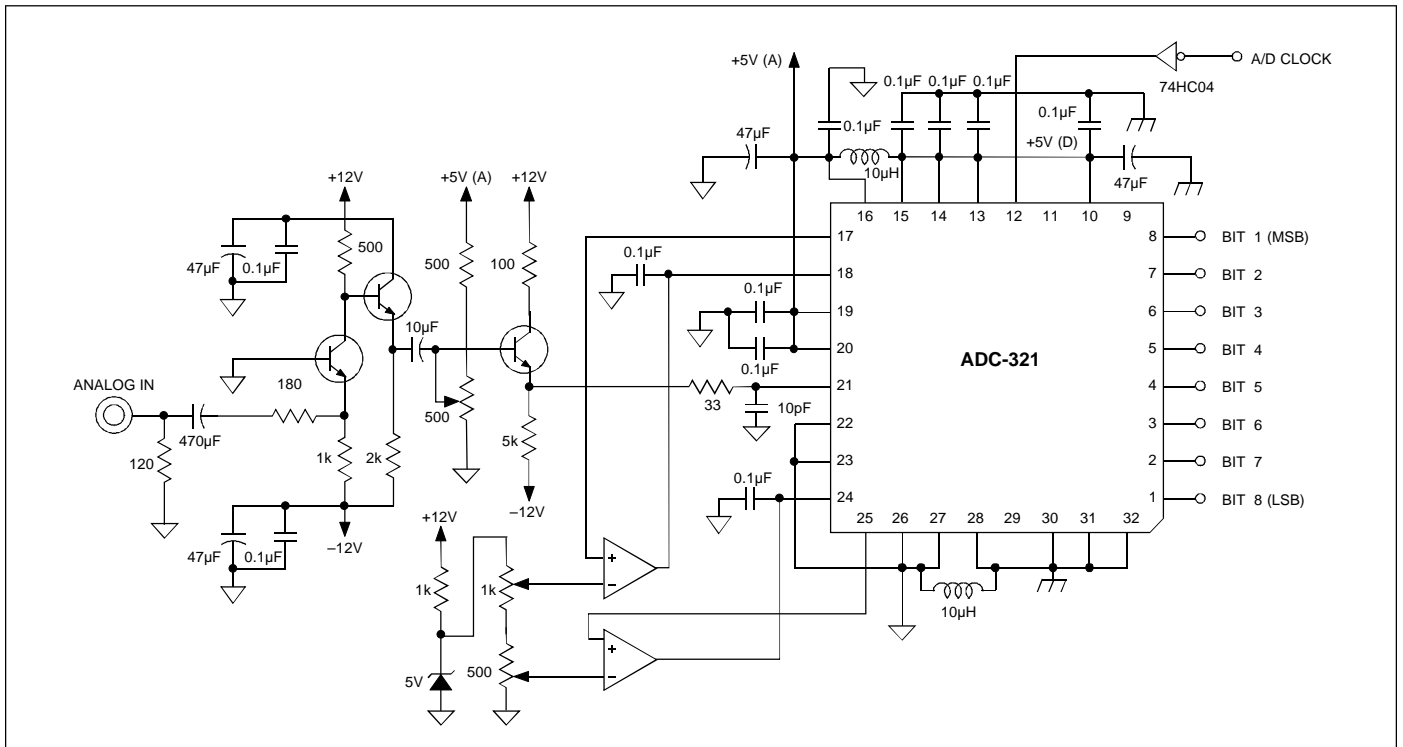 +5V (A)
A/D CLOCK
74HC04
0.1µF 0.1µF 0.1µF
0.1µF
0.1µF
47µF
+5V (D)
10µH
47µF
16 15 14 13 12 11 10 9
+12V
+5V (A)
+12V
500
47µF
0.1µF
500
100
10µF
180
ANALOG IN
470µF
120
1k
2k
500
5k
–12V
–12V
47µF
0.1µF
0.1µF
0.1µF
0.1µF
33
10pF
0.1µF
17
18
19
20
21
22
23
24
ADC-321
8 BIT 1 (MSB)
7 BIT 2
6 BIT 3
5 BIT 4
4 BIT 5
3 BIT 6
2 BIT 7
1 BIT 8 (LSB)
25 26 27 28 29 30 31 32
10µH
+12V
1k
1k
+
–
5V
500
+
–